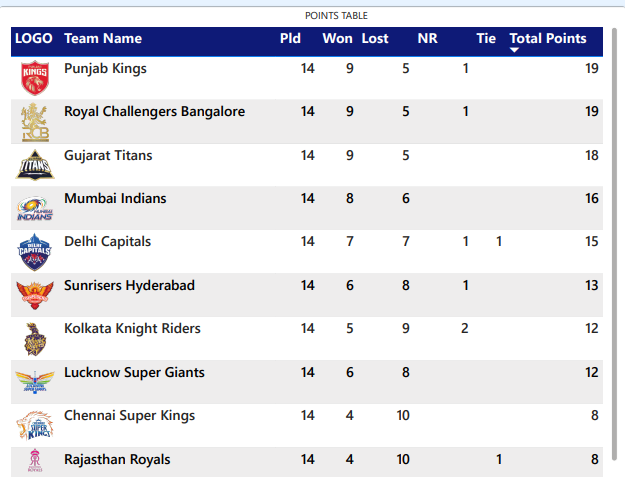 POINTS TABLE
LOGO Team Name Pld Won Lost NR Tie Total Points
KINGS Punjab Kings 14 9 5 1 19
RCB Royal Challengers Bangalore 14 9 5 1 19
TITANS Gujarat Titans 14 9 5 18
MUMBAI INDIANS Mumbai Indians 14 8 6 16
DELHI CAPITALS Delhi Capitals 14 7 7 1 1 15
Sunrisers Hyderabad 14 6 8 1 13
Kolkata Knight Riders 14 5 9 2 12
Lucknow Super Giants 14 6 8 12
SUPER KINGS Chennai Super Kings 14 4 10 8
ROYALS Rajasthan Royals 14 4 10 1 8